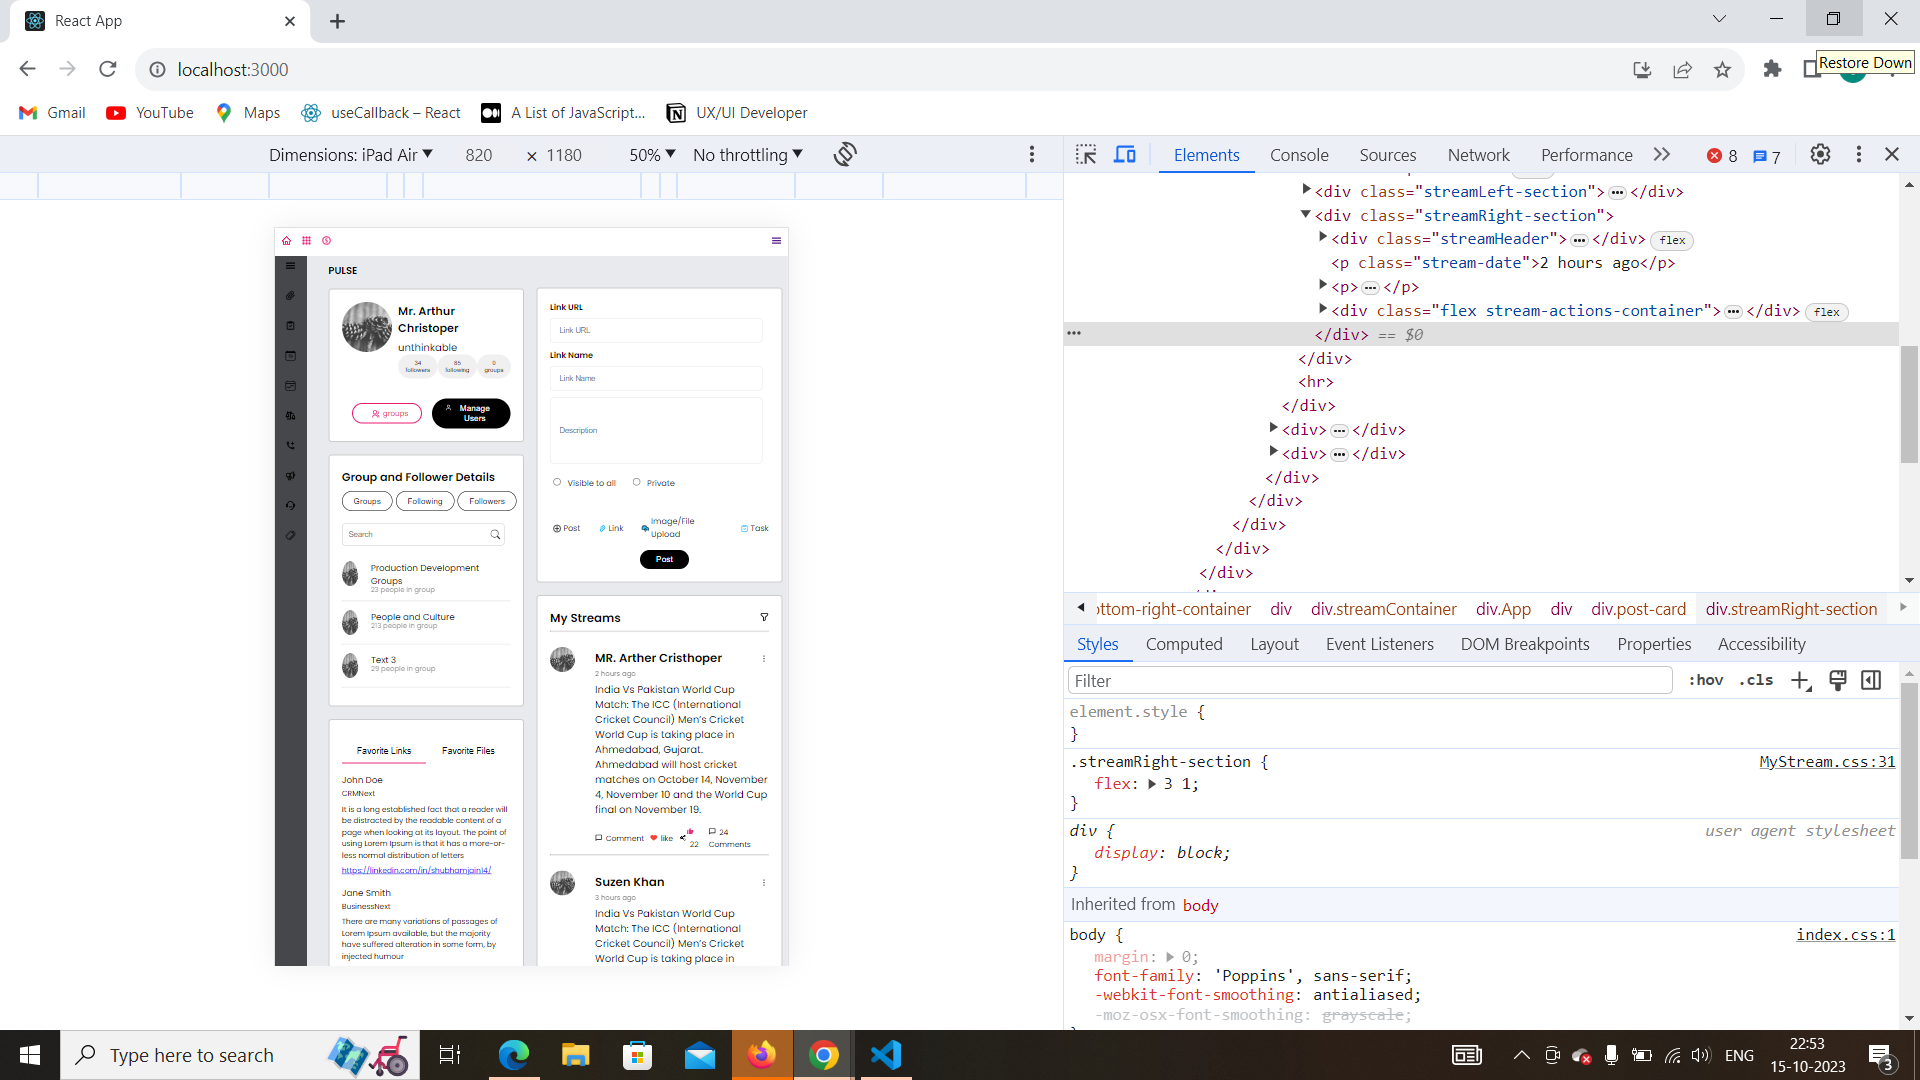 React App
localhost:3000
Restore Down
Gmail
YouTube
Maps
useCallback – React
A List of JavaScript...
UX/UI Developer
Dimensions: iPad Air
820
×
1180
50%
No throttling
PULSE
Mr. Arthur
Christoper
unthinkable
34
followers
85
following
0
groups
groups
Manage
Users
Group and Follower Details
Groups
Following
Followers
Search
Production Development
Groups
23 people in group
People and Culture
213 people in group
Text 3
29 people in group
Favorite Links
Favorite Files
John Doe
CRMNext
It is a long established fact that a reader will
be distracted by the readable content of a
page when looking at its layout. The point of
using Lorem Ipsum is that it has a more-or-
less normal distribution of letters
https://linkedin.com/in/shubhamjain14/
Jane Smith
BusinessNext
There are many variations of passages of
Lorem Ipsum available, but the majority
have suffered alteration in some form, by
injected humour
Link URL
Link URL
Link Name
Link Name
Description
Visible to all
Private
Post
Link
Image/File
Upload
Task
Post
My Streams
MR. Arther Cristhoper
2 hours ago
India Vs Pakistan World Cup
Match: The ICC (International
Cricket Council) Men's Cricket
World Cup is taking place in
Ahmedabad, Gujarat.
Ahmedabad will host cricket
matches on October 14, November
4, November 10 and the World Cup
final on November 19.
Comment
like
22
24
Comments
Suzen Khan
3 hours ago
India Vs Pakistan World Cup
Match: The ICC (International
Cricket Council) Men's Cricket
World Cup is taking place in
Elements
Console
Sources
Network
Performance
8
7
<div class="streamLeft-section">…</div>
<div class="streamRight-section">
<div class="streamHeader">…</div> flex
<p class="stream-date">2 hours ago</p>
<p>…</p>
<div class="flex stream-actions-container">…</div> flex
</div> == $0
</div>
<hr>
</div>
<div>…</div>
<div>…</div>
</div>
</div>
</div>
</div>
</div>
ottom-right-container
div
div.streamContainer
div.App
div
div.post-card
div.streamRight-section
Styles
Computed
Layout
Event Listeners
DOM Breakpoints
Properties
Accessibility
Filter
:hov
.cls
element.style {
}
.streamRight-section {
MyStream.css:31
flex: 3 1;
}
div {
user agent stylesheet
display: block;
}
Inherited from body
body {
index.css:1
margin: 0;
font-family: 'Poppins', sans-serif;
-webkit-font-smoothing: antialiased;
-moz-osx-font-smoothing: grayscale;
Type here to search
ENG
22:53
15-10-2023
3